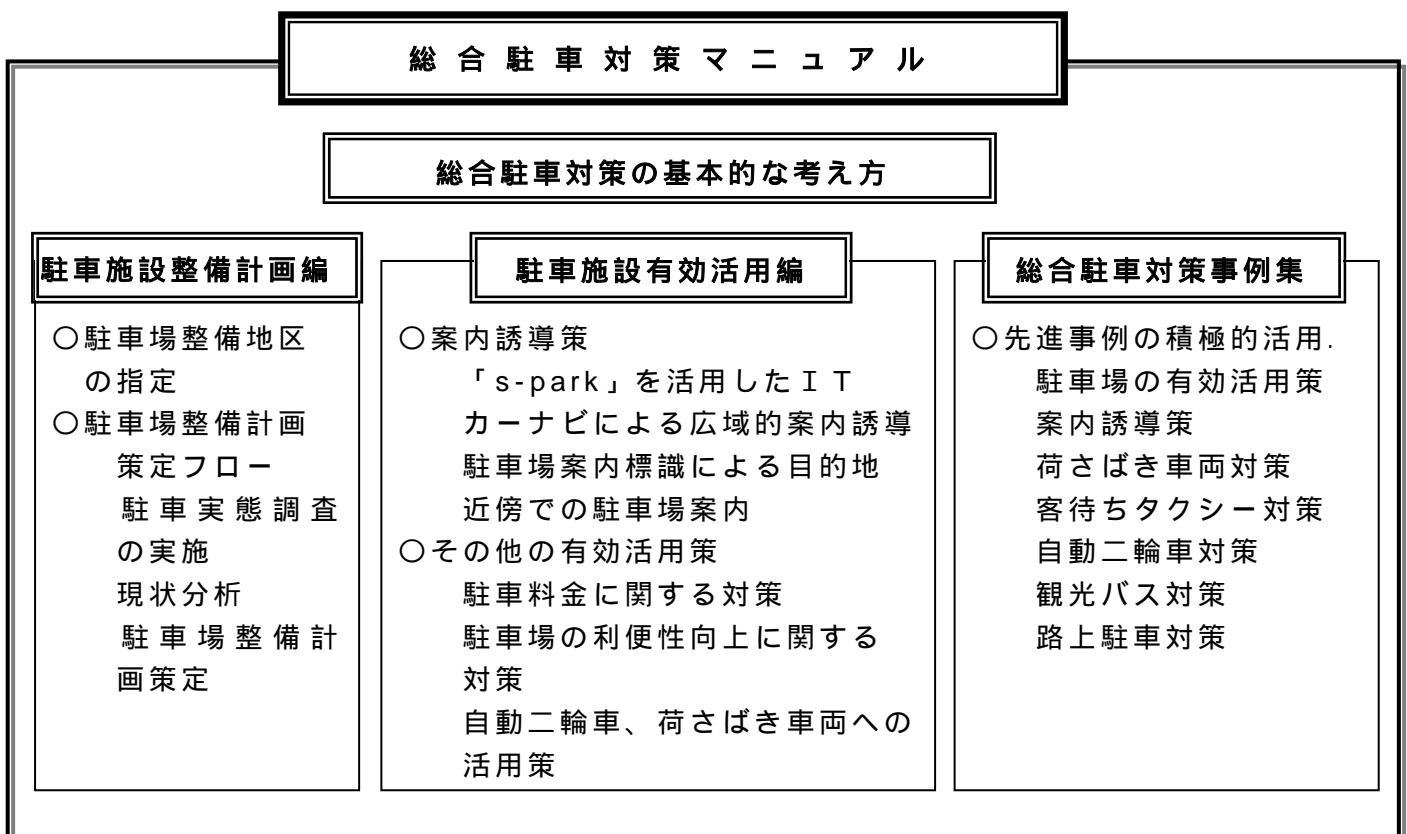 総合駐車対策マニュアル
総合駐車対策の基本的な考え方
駐車施設整備計画編
〇駐車場整備地区
の指定
〇駐車場整備計画
策定フロー
駐車実態調査
の実施
現状分析
駐車場整備計
画策定
駐車施設有効活用編
〇案内誘導策
「s-park」を活用したＩＴ
カーナビによる広域的案内誘導
駐車場案内標識による目的地
近傍での駐車場案内
〇その他の有効活用策
駐車料金に関する対策
駐車場の利便性向上に関する
対策
自動二輪車、荷さばき車両への
活用策
総合駐車対策事例集
〇先進事例の積極的活用.
駐車場の有効活用策
案内誘導策
荷さばき車両対策
客待ちタクシー対策
自動二輪車対策
観光バス対策
路上駐車対策